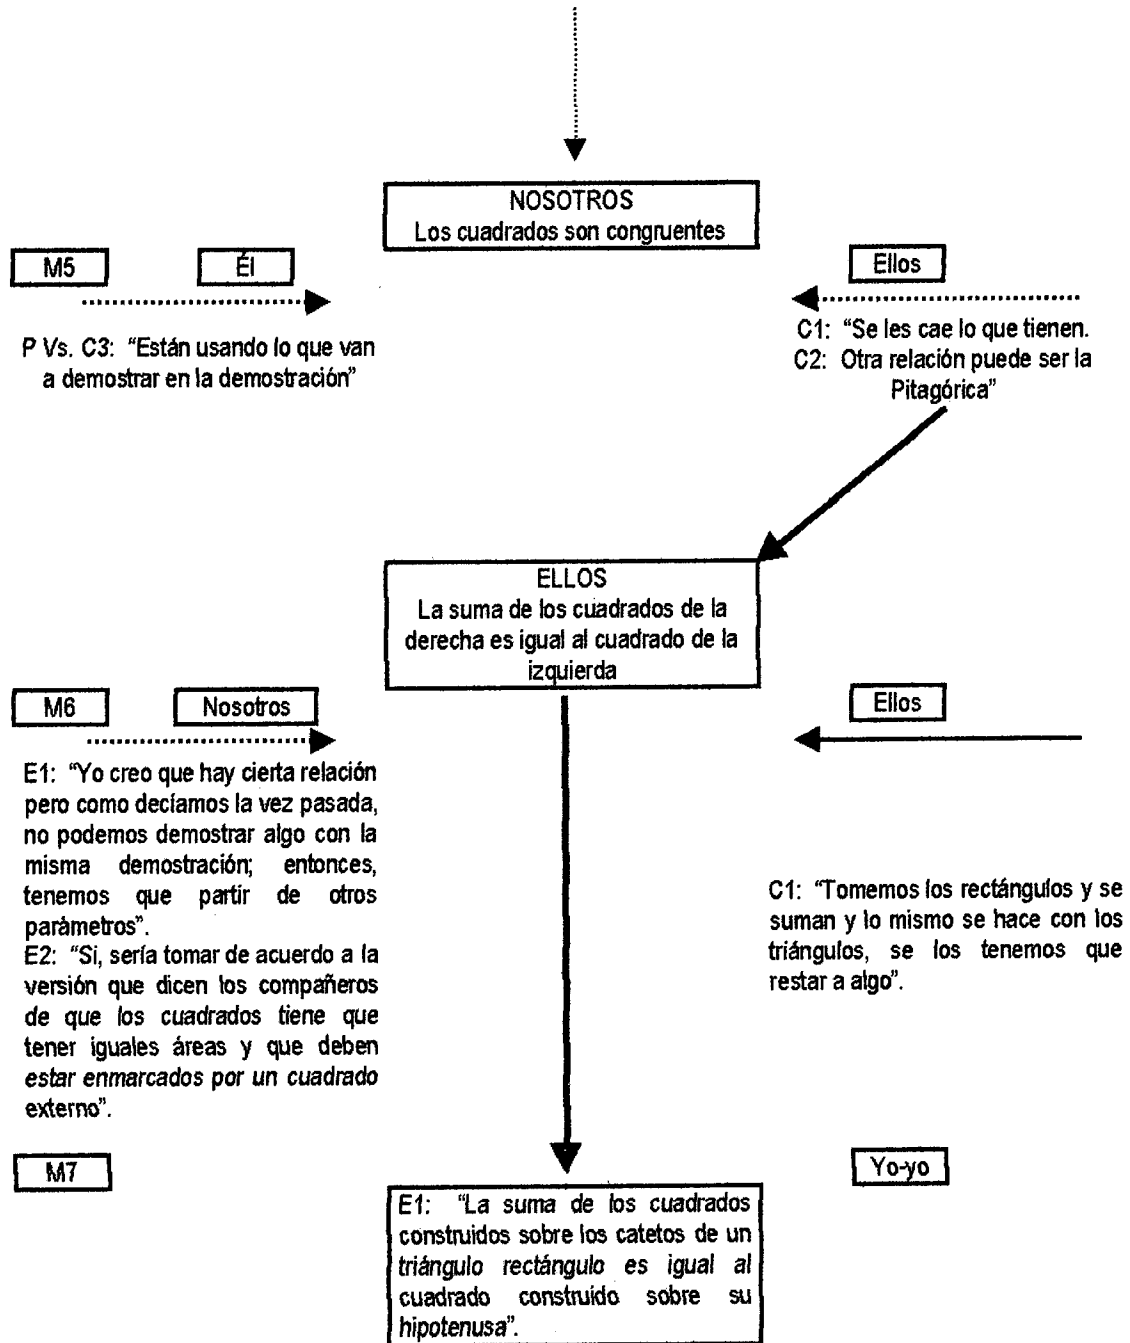 NOSOTROS
Los cuadrados son congruentes
M5
Él
Ellos
P Vs. C3: “Están usando lo que van
a demostrar en la demostración”
C1: “Se les cae lo que tienen.
C2: Otra relación puede ser la
Pitagórica”
ELLOS
La suma de los cuadrados de la
derecha es igual al cuadrado de la
izquierda
M6
Nosotros
Ellos
E1: “Yo creo que hay cierta relación
pero como decíamos la vez pasada,
no podemos demostrar algo con la
misma demostración; entonces,
tenemos que partir de otros
parámetros”.
E2: “Si, sería tomar de acuerdo a la
versión que dicen los compañeros
de que los cuadrados tiene que
tener iguales áreas y que deben
estar enmarcados por un cuadrado
externo”.
C1: “Tomemos los rectángulos y se
suman y lo mismo se hace con los
triángulos, se los tenemos que
restar a algo”.
M7
Yo-yo
E1: “La suma de los cuadrados
construidos sobre los catetos de un
triángulo rectángulo es igual al
cuadrado construido sobre su
hipotenusa”.